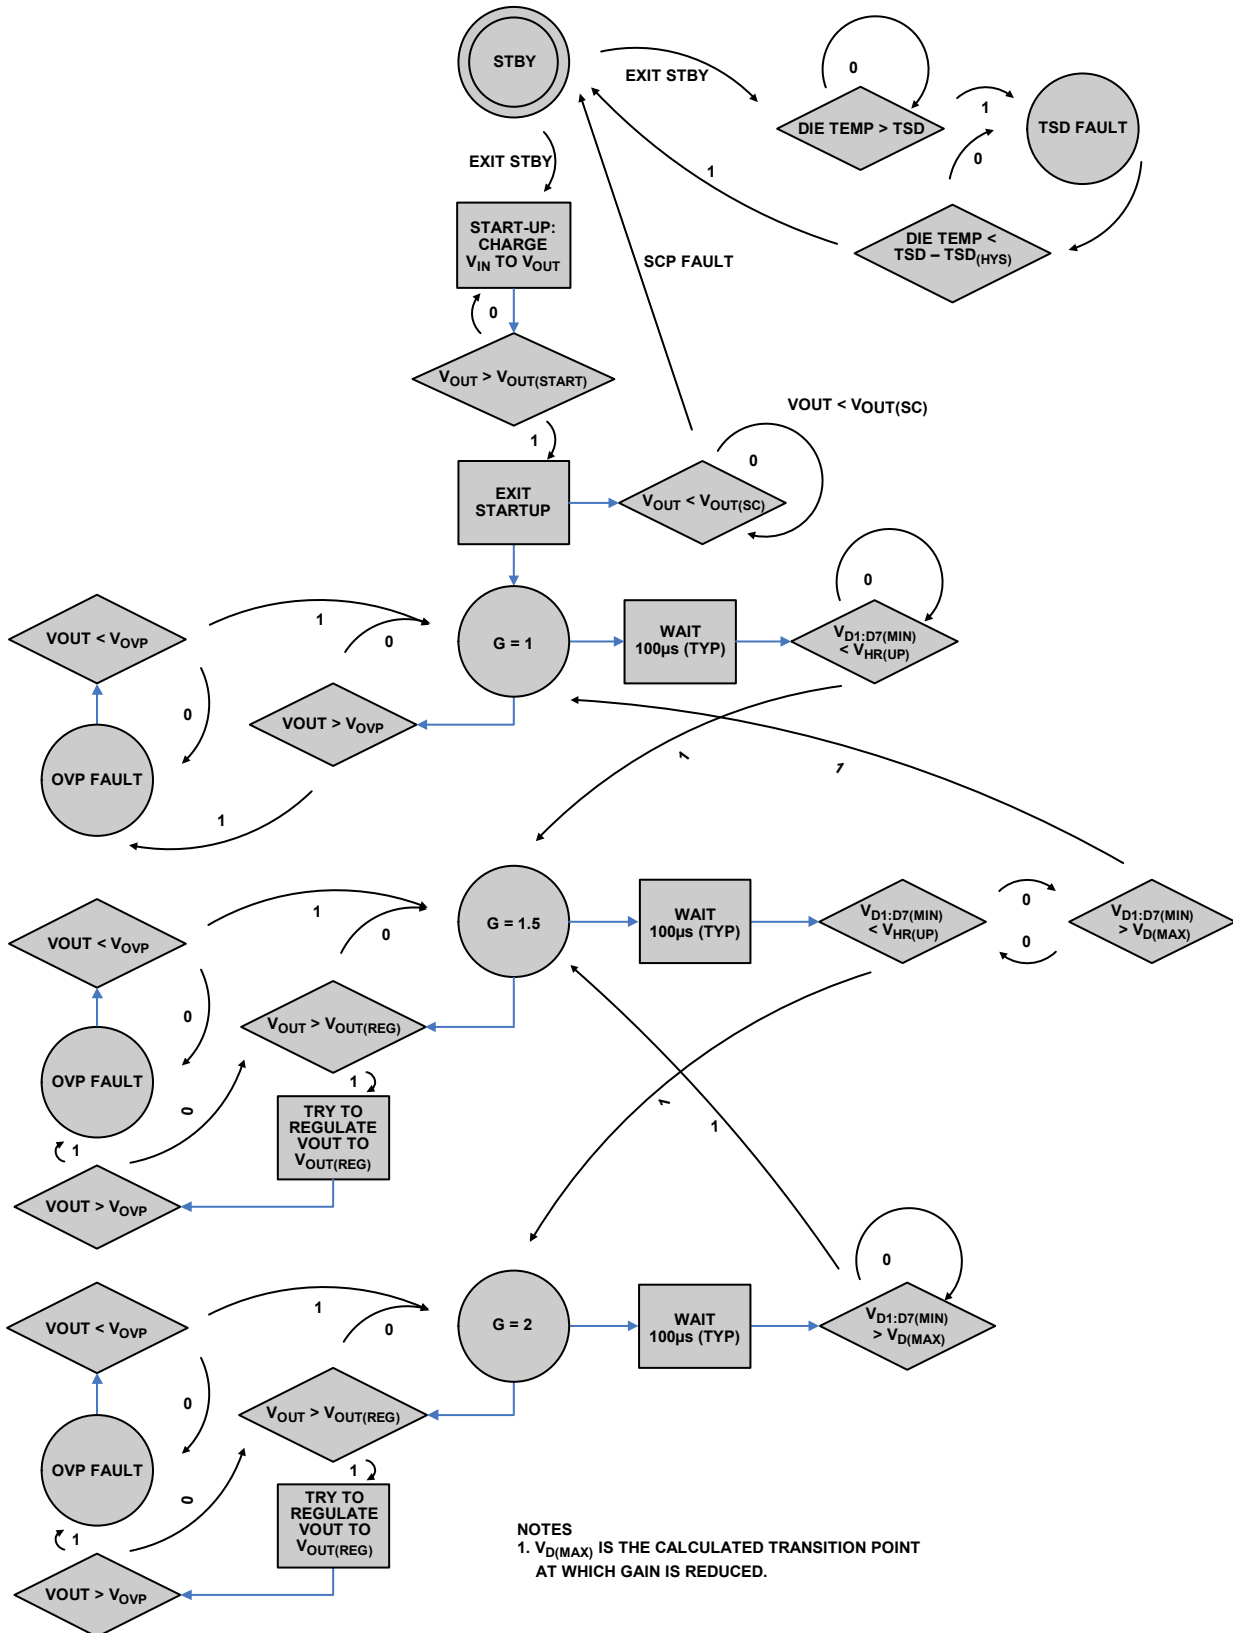 STBY
EXIT STBY
0
DIE TEMP > TSD
1
TSD FAULT
0
EXIT STBY
1
START-UP:
CHARGE
VIN TO VOUT
DIE TEMP <
TSD – TSD(HYS)
SCP FAULT
0
VOUT > VOUT(START)
VOUT < VOUT(SC)
1
0
EXIT
STARTUP
VOUT < VOUT(SC)
0
VOUT < VOVP
1
0
G = 1
WAIT
100µs (TYP)
VD1:D7(MIN)
< VHR(UP)
0
VOUT > VOVP
OVP FAULT
1
1
1
VOUT < VOVP
1
0
G = 1.5
WAIT
100µs (TYP)
VD1:D7(MIN)
< VHR(UP)
0
0
VD1:D7(MIN)
> VD(MAX)
0
VOUT > VOUT(REG)
OVP FAULT
1
0
TRY TO
REGULATE
VOUT TO
VOUT(REG)
1
1
1
VOUT > VOVP
0
VOUT < VOVP
1
0
G = 2
WAIT
100µs (TYP)
VD1:D7(MIN)
> VD(MAX)
0
VOUT > VOUT(REG)
OVP FAULT
1
0
TRY TO
REGULATE
VOUT TO
VOUT(REG)
1
VOUT > VOVP
NOTES
1. VD(MAX) IS THE CALCULATED TRANSITION POINT
AT WHICH GAIN IS REDUCED.